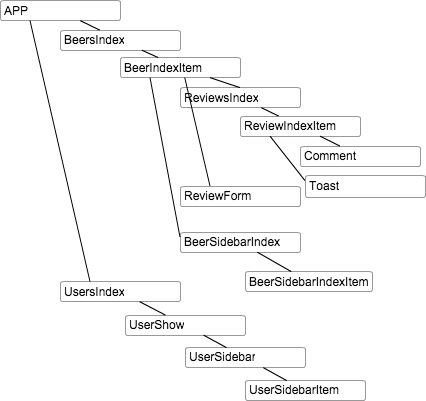 APP
BeersIndex
BeerIndexItem
ReviewsIndex
ReviewIndexItem
Comment
Toast
ReviewForm
BeerSidebarIndex
BeerSidebarIndexItem
UsersIndex
UserShow
UserSidebar
UserSidebarItem